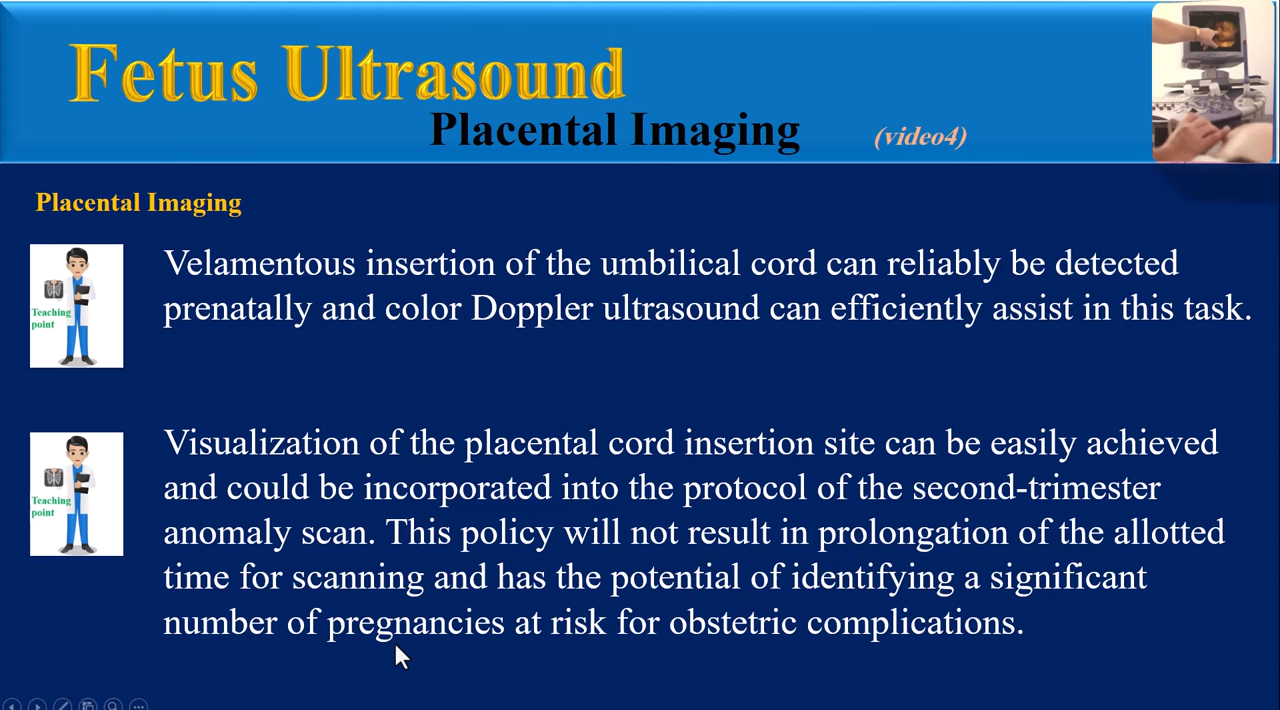 Fetus Ultrasound
Placental Imaging (video4)
Placental Imaging
Teaching
point
Velamentous insertion of the umbilical cord can reliably be detected
prenatally and color Doppler ultrasound can efficiently assist in this task.
Teaching
point
Visualization of the placental cord insertion site can be easily achieved
and could be incorporated into the protocol of the second-trimester
anomaly scan. This policy will not result in prolongation of the allotted
time for scanning and has the potential of identifying a significant
number of pregnancies at risk for obstetric complications.